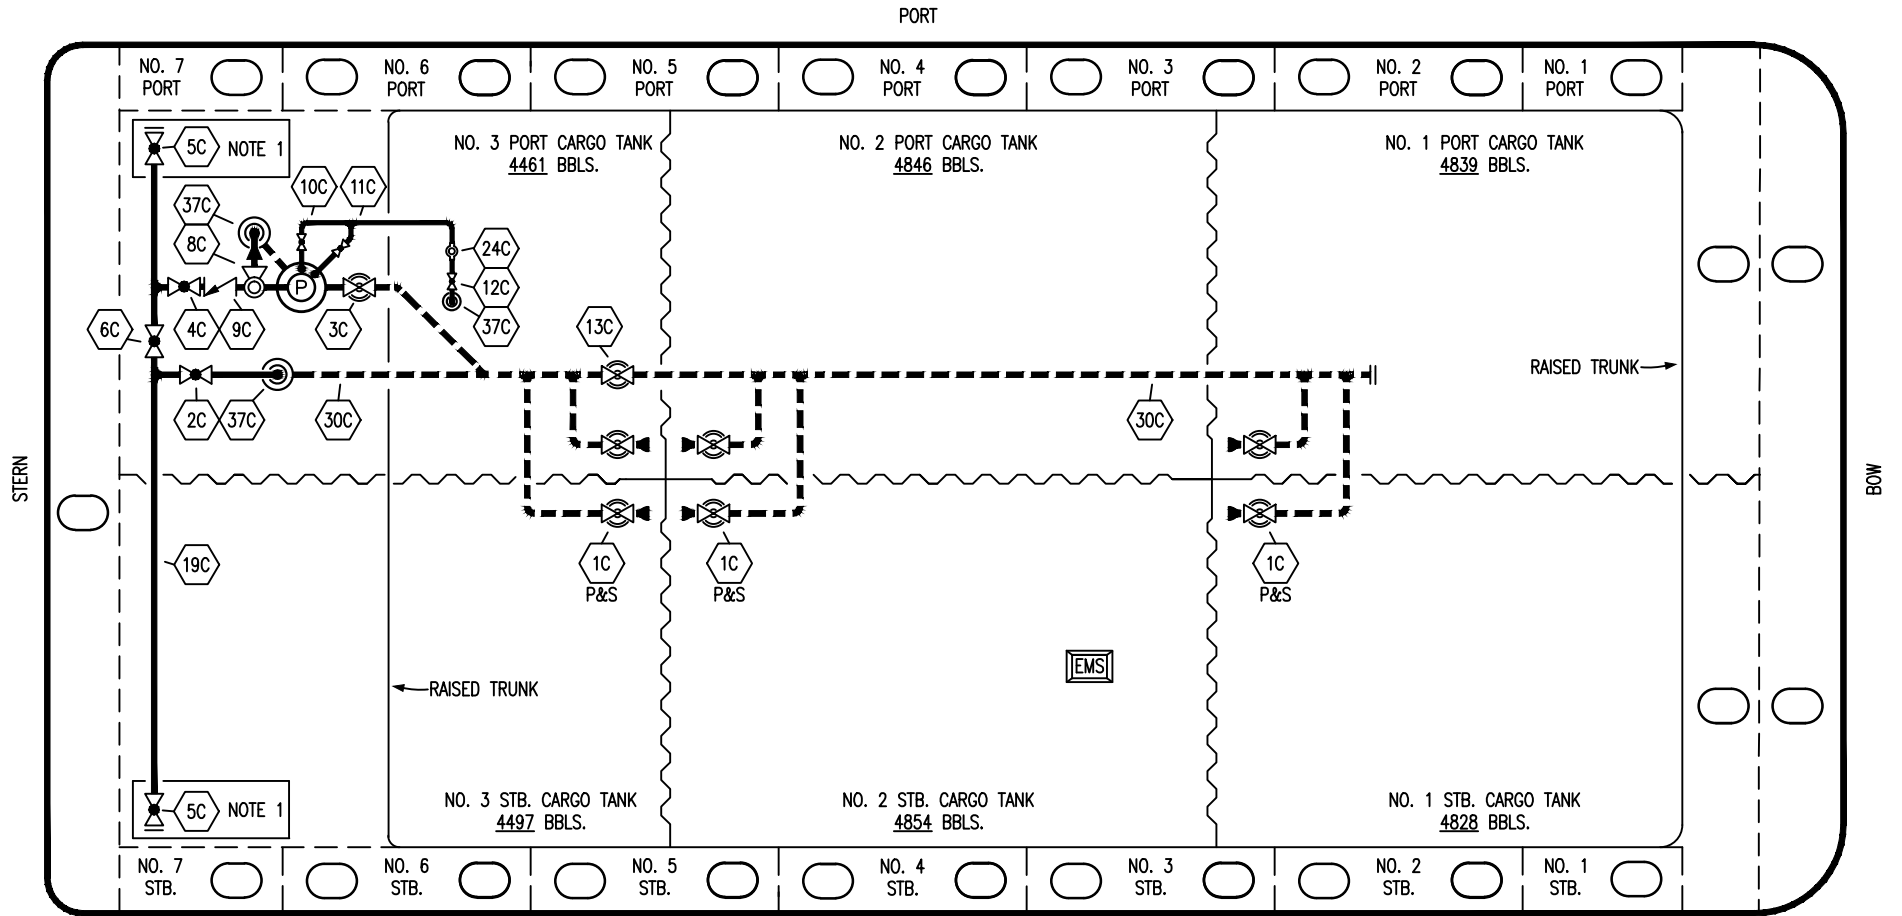 PORT
NO. 7
PORT
NO. 6
PORT
NO. 5
PORT
NO. 4
PORT
NO. 3
PORT
NO. 2
PORT
NO. 1
PORT
5C
NOTE 1
NO. 3 PORT CARGO TANK
4461 BBLS.
NO. 2 PORT CARGO TANK
4846 BBLS.
NO. 1 PORT CARGO TANK
4839 BBLS.
10C
11C
37C
8C
24C
12C
37C
P
6C
4C
9C
3C
13C
RAISED TRUNK
2C
37C
30C
30C
STERN
BOW
19C
1C
P&S
1C
P&S
1C
P&S
EMS
RAISED TRUNK
5C
NOTE 1
NO. 3 STB. CARGO TANK
4497 BBLS.
NO. 2 STB. CARGO TANK
4854 BBLS.
NO. 1 STB. CARGO TANK
4828 BBLS.
NO. 7
STB.
NO. 6
STB.
NO. 5
STB.
NO. 4
STB.
NO. 3
STB.
NO. 2
STB.
NO. 1
STB.